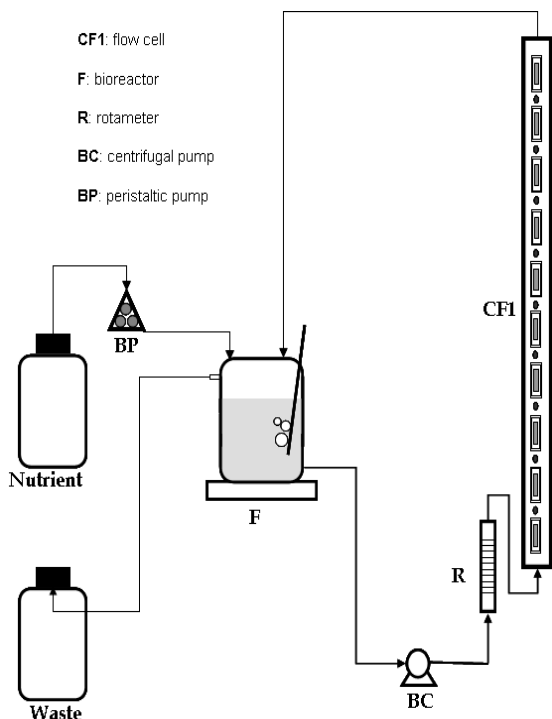 CF1: flow cell
F: bioreactor
R: rotameter
BC: centrifugal pump
BP: peristaltic pump
BP
CF1
Nutrient
F
R
Waste
BC